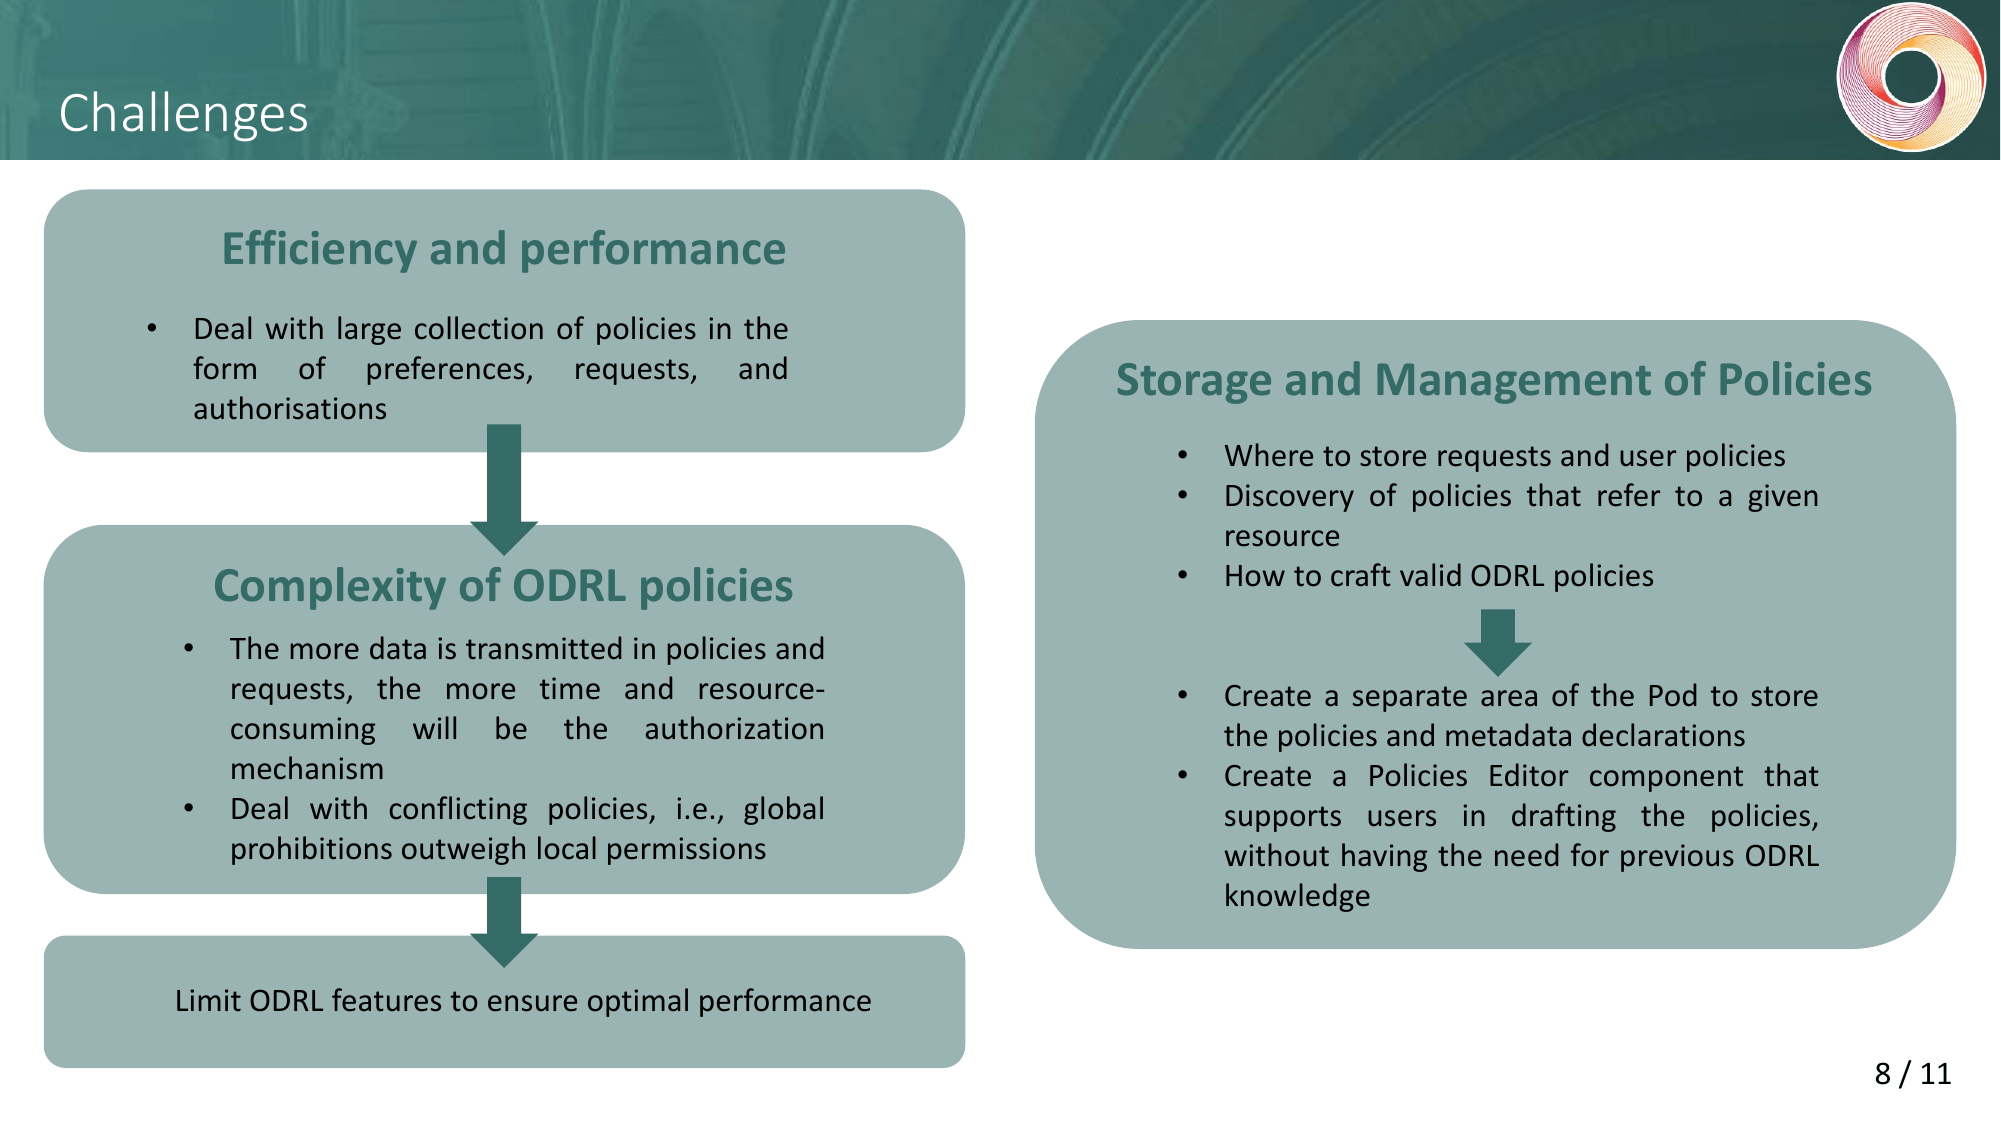 Challenges
Efficiency and performance
• Deal with large collection of policies in the
form of preferences, requests, and
authorisations
Complexity of ODRL policies
• The more data is transmitted in policies and
requests, the more time and resource-
consuming will be the authorization
mechanism
• Deal with conflicting policies, i.e., global
prohibitions outweigh local permissions
Limit ODRL features to ensure optimal performance
Storage and Management of Policies
• Where to store requests and user policies
• Discovery of policies that refer to a given
resource
• How to craft valid ODRL policies
• Create a separate area of the Pod to store
the policies and metadata declarations
• Create a Policies Editor component that
supports users in drafting the policies,
without having the need for previous ODRL
knowledge
8 / 11